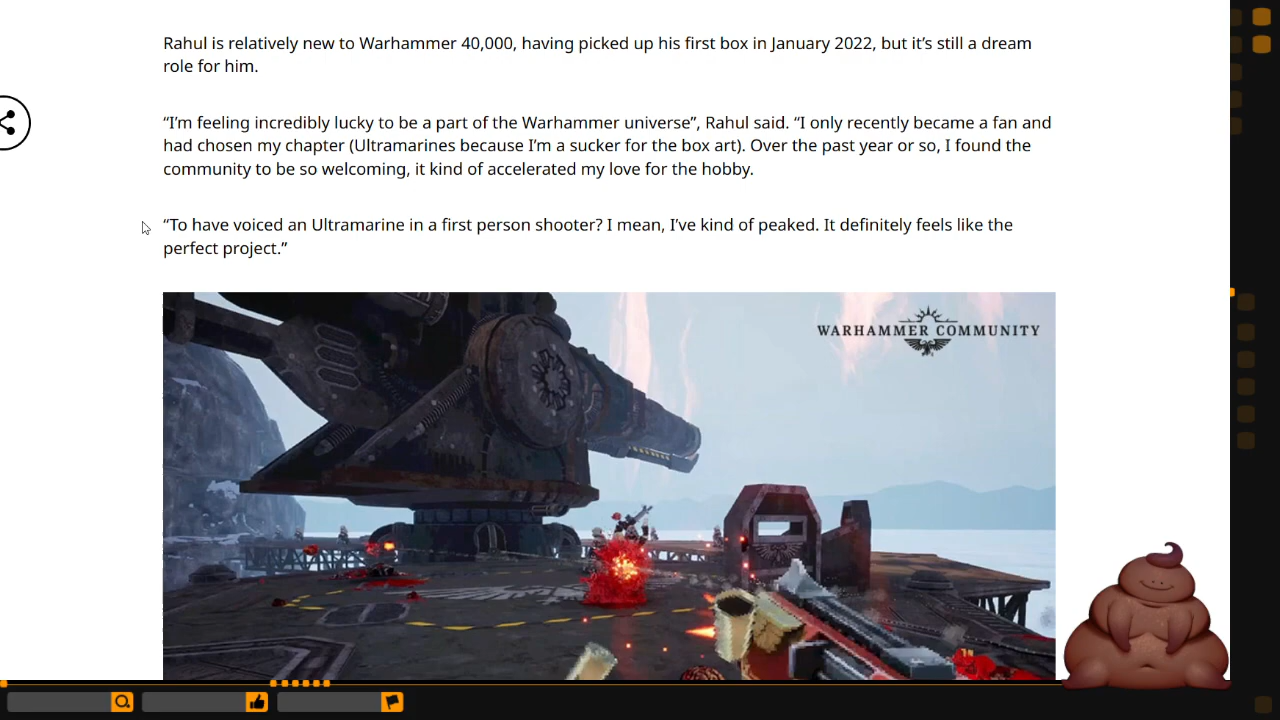 Rahul is relatively new to Warhammer 40,000, having picked up his first box in January 2022, but it’s still a dream
role for him.
“I’m feeling incredibly lucky to be a part of the Warhammer universe”, Rahul said. “I only recently became a fan and
had chosen my chapter (Ultramarines because I’m a sucker for the box art). Over the past year or so, I found the
community to be so welcoming, it kind of accelerated my love for the hobby.
“To have voiced an Ultramarine in a first person shooter? I mean, I’ve kind of peaked. It definitely feels like the
perfect project.”
WARHAMMER COMMUNITY